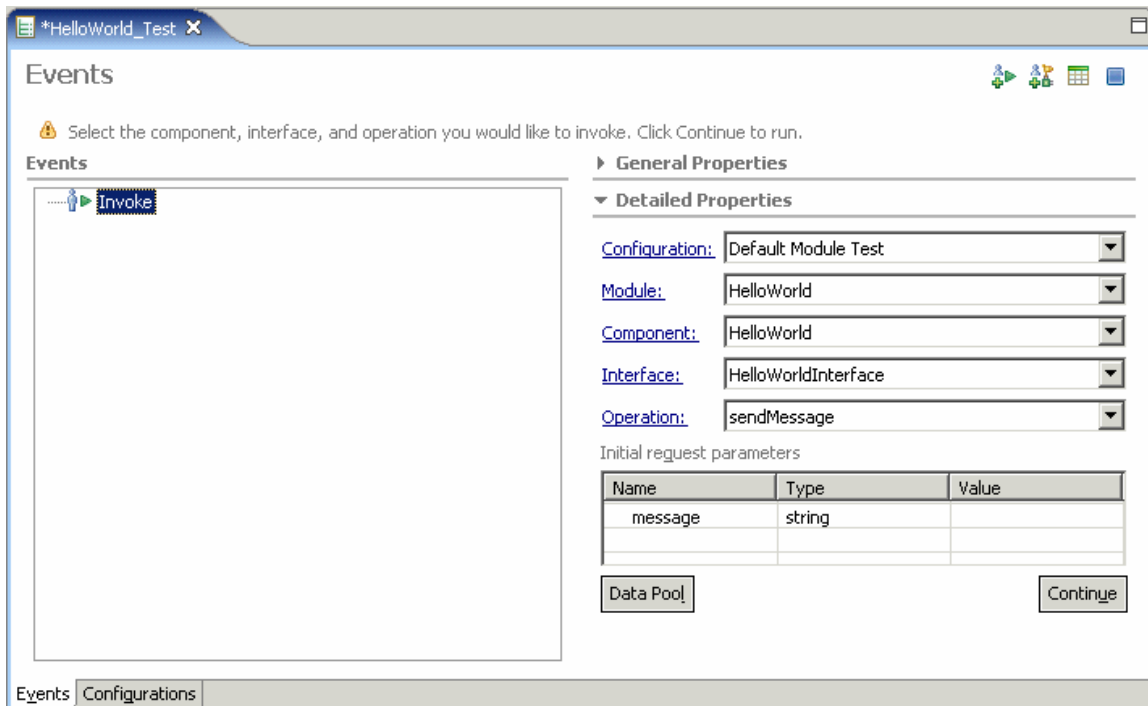 *HelloWorld_Test
Events
Select the component, interface, and operation you would like to invoke. Click Continue to run.
Events
Invoke
General Properties
Detailed Properties
Configuration: Default Module Test
Module: HelloWorld
Component: HelloWorld
Interface: HelloWorldInterface
Operation: sendMessage
Initial request parameters
Name Type Value
message string
Data Pool Continue
Events Configurations